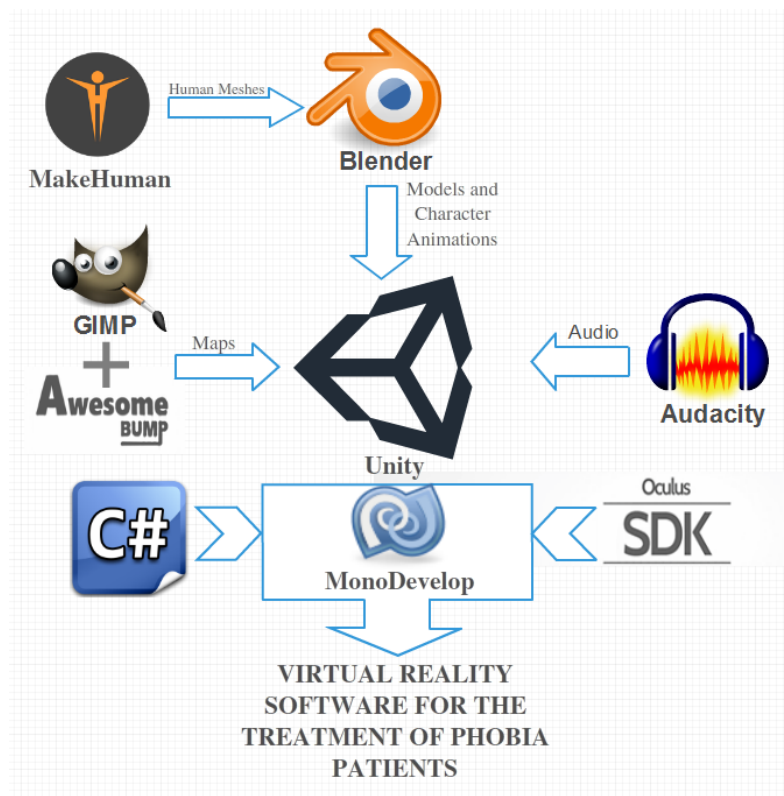 Human Meshes
MakeHuman
Blender
Models and
Character
Animations
GIMP
Maps
Awesome
BUMP
Audio
Audacity
Unity
C#
Oculus
SDK
MonoDevelop
VIRTUAL REALITY
SOFTWARE FOR THE
TREATMENT OF PHOBIA
PATIENTS